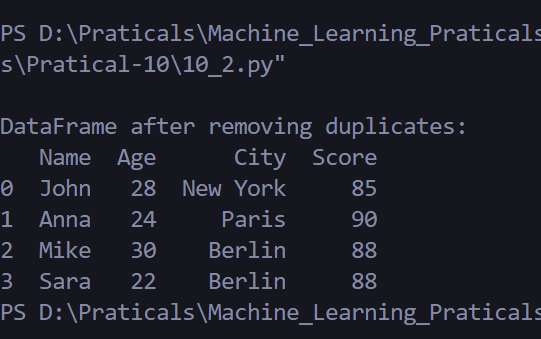 PS D:\Praticals\Machine_Learning_Praticals
s\Pratical-10\10_2.py"
DataFrame after removing duplicates:
   Name  Age      City  Score
0  John   28  New York     85
1  Anna   24     Paris     90
2  Mike   30    Berlin     88
3  Sara   22    Berlin     88
PS D:\Praticals\Machine_Learning_Praticals